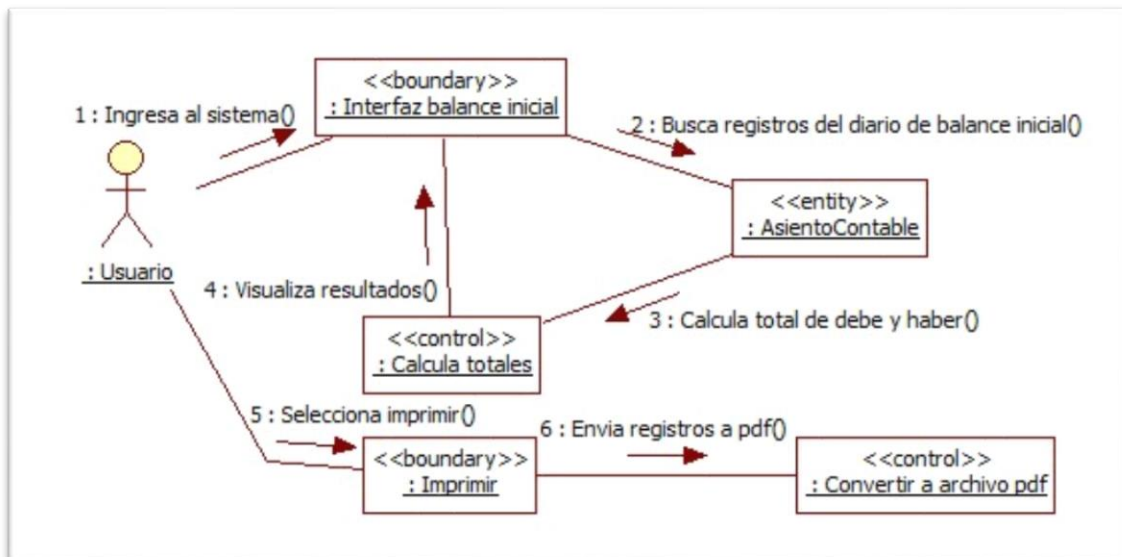 <<boundary>>
: Interfaz balance inicial
1 : Ingresa al sistema()
2 : Busca registros del diario de balance inicial()
<<entity>>
: AsientoContable
: Usuario
4 : Visualiza resultados()
3 : Calcula total de debe y haber()
<<control>>
: Calcula totales
5 : Selecciona imprimir()
6 : Envia registros a pdf()
<<boundary>>
: Imprimir
<<control>>
: Convertir a archivo pdf